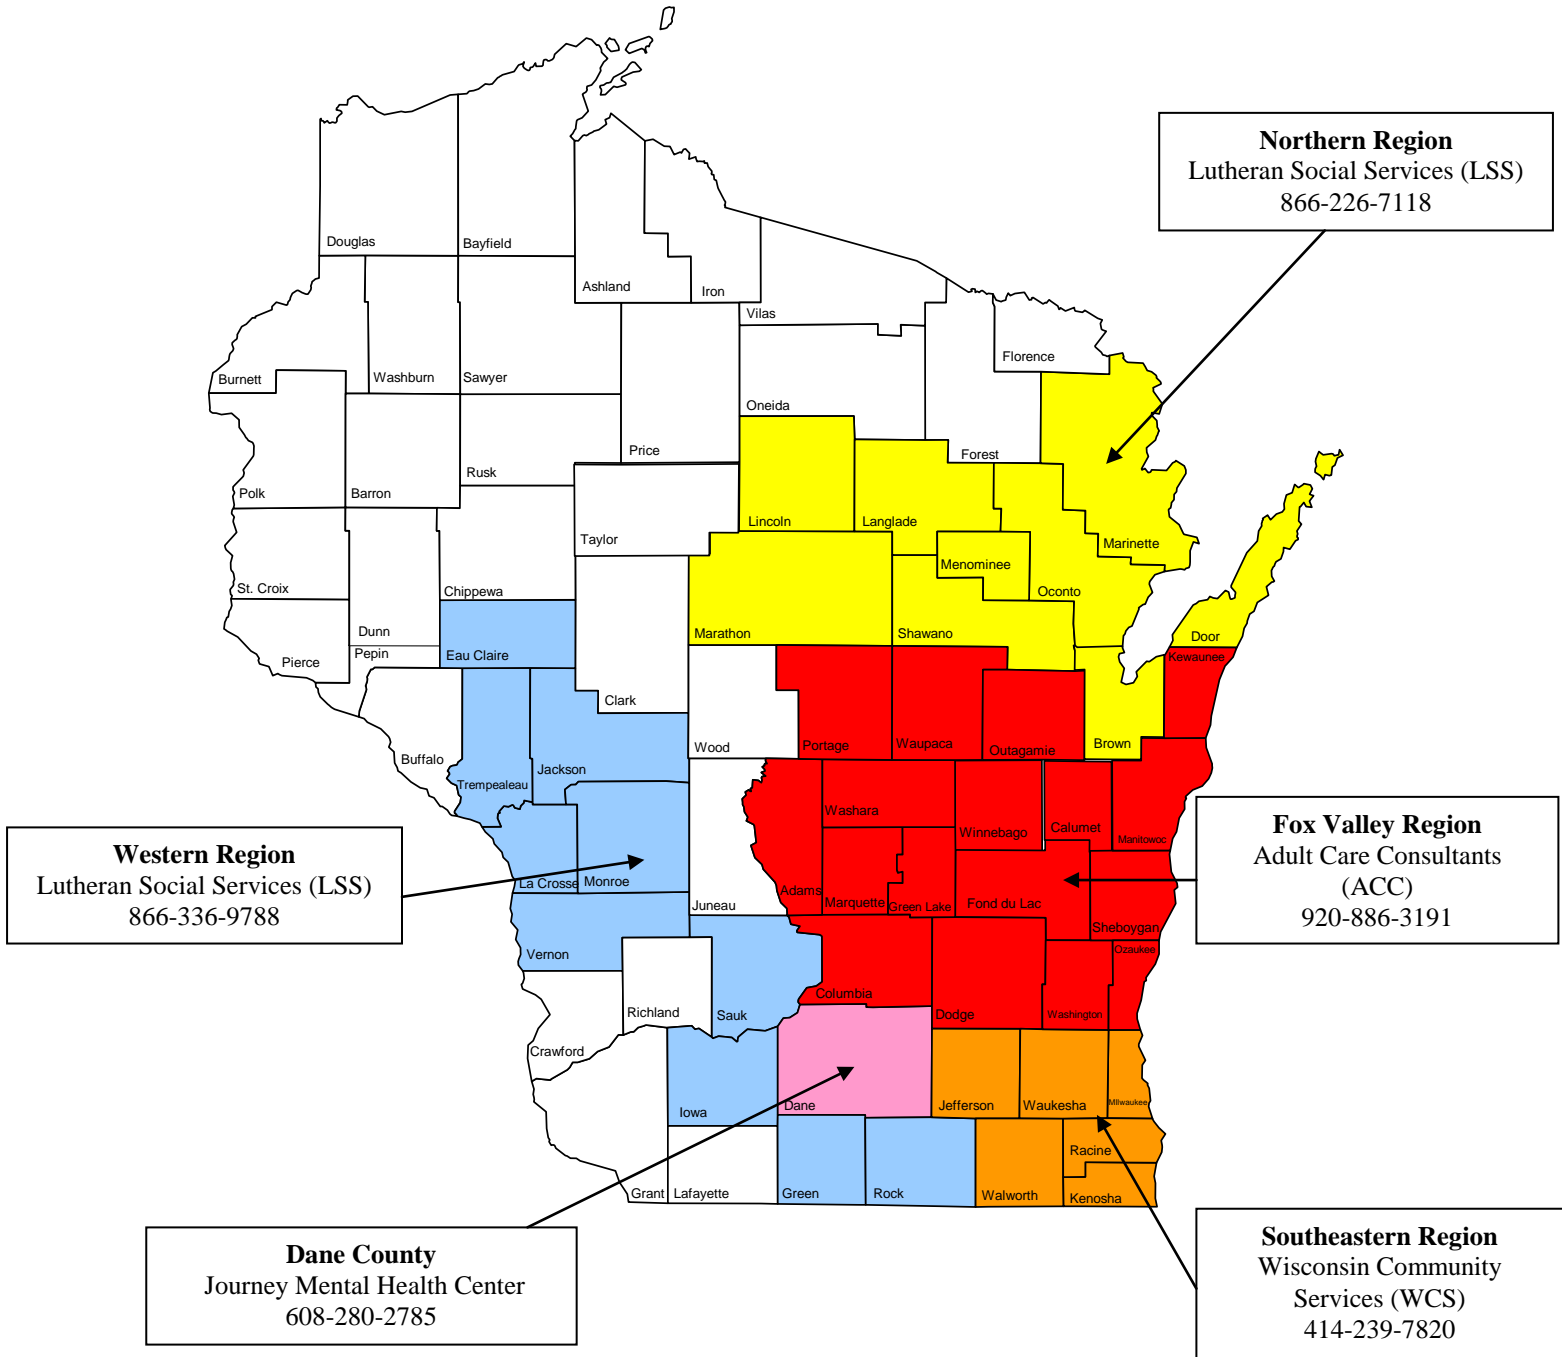 Northern Region
Lutheran Social Services (LSS)
866-226-7118
Douglas
Bayfield
Ashland
Iron
Vilas
Florence
Burnett
Washburn
Sawyer
Oneida
Price
Forest
Rusk
Polk
Barron
Lincoln
Langlade
Taylor
Marinette
Menominee
St. Croix
Chippewa
Oconto
Dunn
Marathon
Shawano
Door
Pepin
Eau Claire
Pierce
Kewaunee
Clark
Wood
Portage
Waupaca
Outagamie
Brown
Buffalo
Jackson
Trempealeau
Washara
Winnebago
Calumet
Manitowoc
Western Region
Lutheran Social Services (LSS)
866-336-9788
Fox Valley Region
Adult Care Consultants
(ACC)
920-886-3191
La Crosse
Monroe
Juneau
Adams
Marquette
Green Lake
Fond du Lac
Sheboygan
Vernon
Ozaukee
Columbia
Richland
Sauk
Dodge
Washington
Crawford
Iowa
Dane
Jefferson
Waukesha
Milwaukee
Racine
Grant
Lafayette
Green
Rock
Walworth
Kenosha
Dane County
Journey Mental Health Center
608-280-2785
Southeastern Region
Wisconsin Community
Services (WCS)
414-239-7820